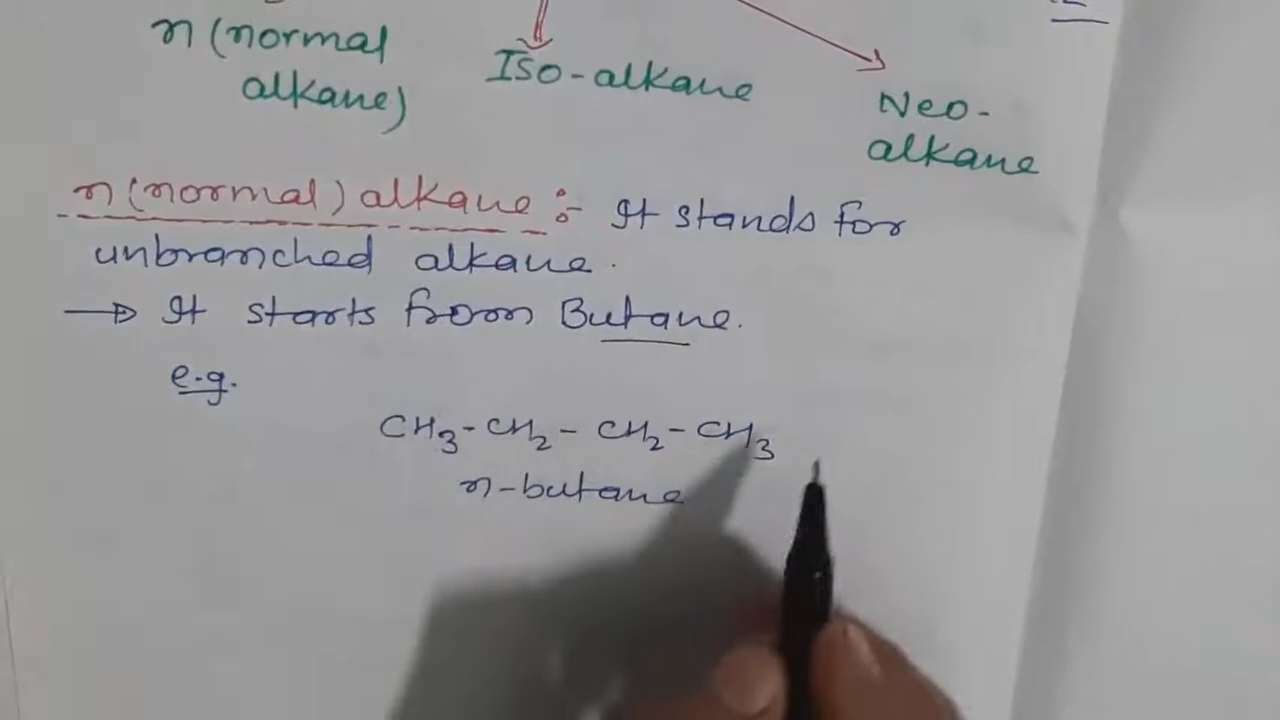 n (normal
alkane)
Iso-alkane
Neo-
alkane
n (normal) alkane :- It stands for
unbranched alkane.
→ It starts from Butane.
e.g.
CH₃-CH₂-CH₂-CH₃
n-butane